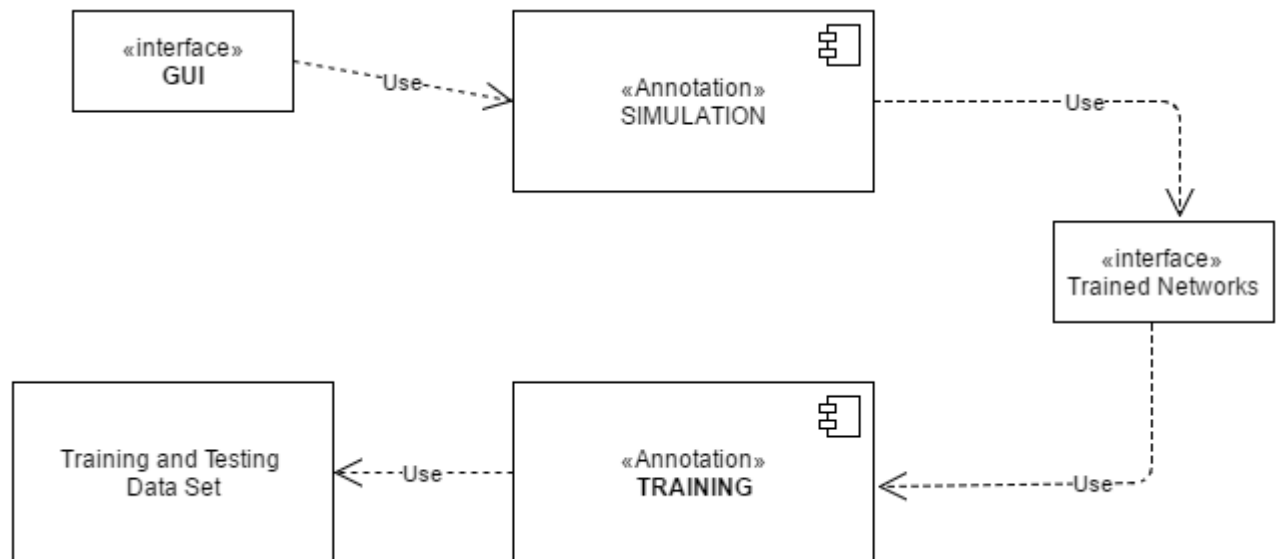 «interface»
GUI
Use
«Annotation»
SIMULATION
Use
«interface»
Trained Networks
Training and Testing
Data Set
Use
«Annotation»
TRAINING
Use